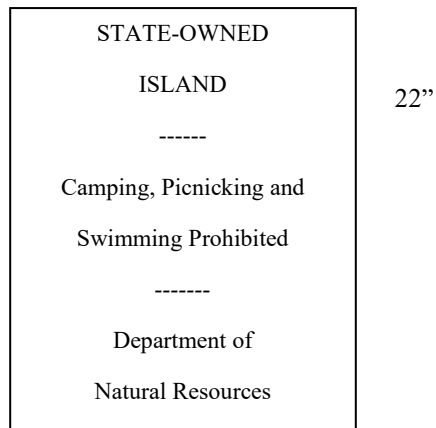 STATE-OWNED
ISLAND
------
Camping, Picnicking and
Swimming Prohibited
-------
Department of
Natural Resources
22”